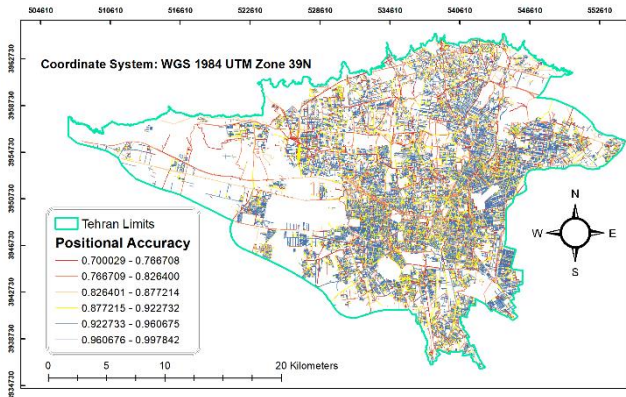 504610 510610 516610 522610 528610 534610 540610 546610 552610
Coordinate System: WGS 1984 UTM Zone 39N
3962730
3958730
3954730
3950730
3946730
3942730
3938730
3934730
N
W E
S
Tehran Limits
Positional Accuracy
0.700029 - 0.766708
0.766709 - 0.826400
0.826401 - 0.877214
0.877215 - 0.922732
0.922733 - 0.960675
0.960676 - 0.997842
0 5 10 20 Kilometers